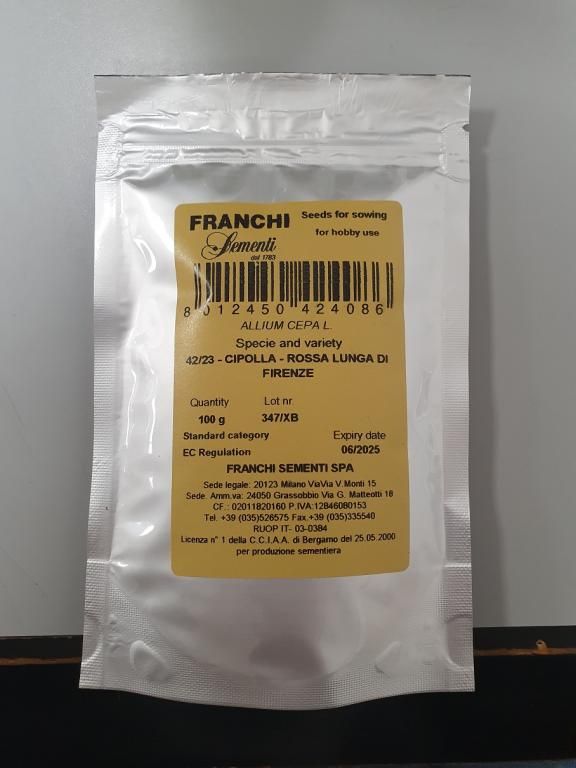 FRANCHI
Seeds for sowing
Sementi
for hobby use
dal 1783
8 012450 424086
ALLIUM CEPA L.
Specie and variety
42/23 - CIPOLLA - ROSSA LUNGA DI
FIRENZE
Quantity Lot nr.
100 g 347/XB
Standard category Expiry date
EC Regulation 06/2025
FRANCHI SEMENTI SPA
Sede legale: 20123 Milano ViaVia V.Monti 15
Sede. Amm.va: 24050 Grassobbio Via G. Matteotti 18
CF.: 02011820160 P.IVA:12846080153
Tel. +39 (035)526575 Fax.+39 (035)335540
RUOP IT- 03-0384
Licenza n° 1 della C.C.I.A.A. di Bergamo del 25.05.2000
per produzione sementiera